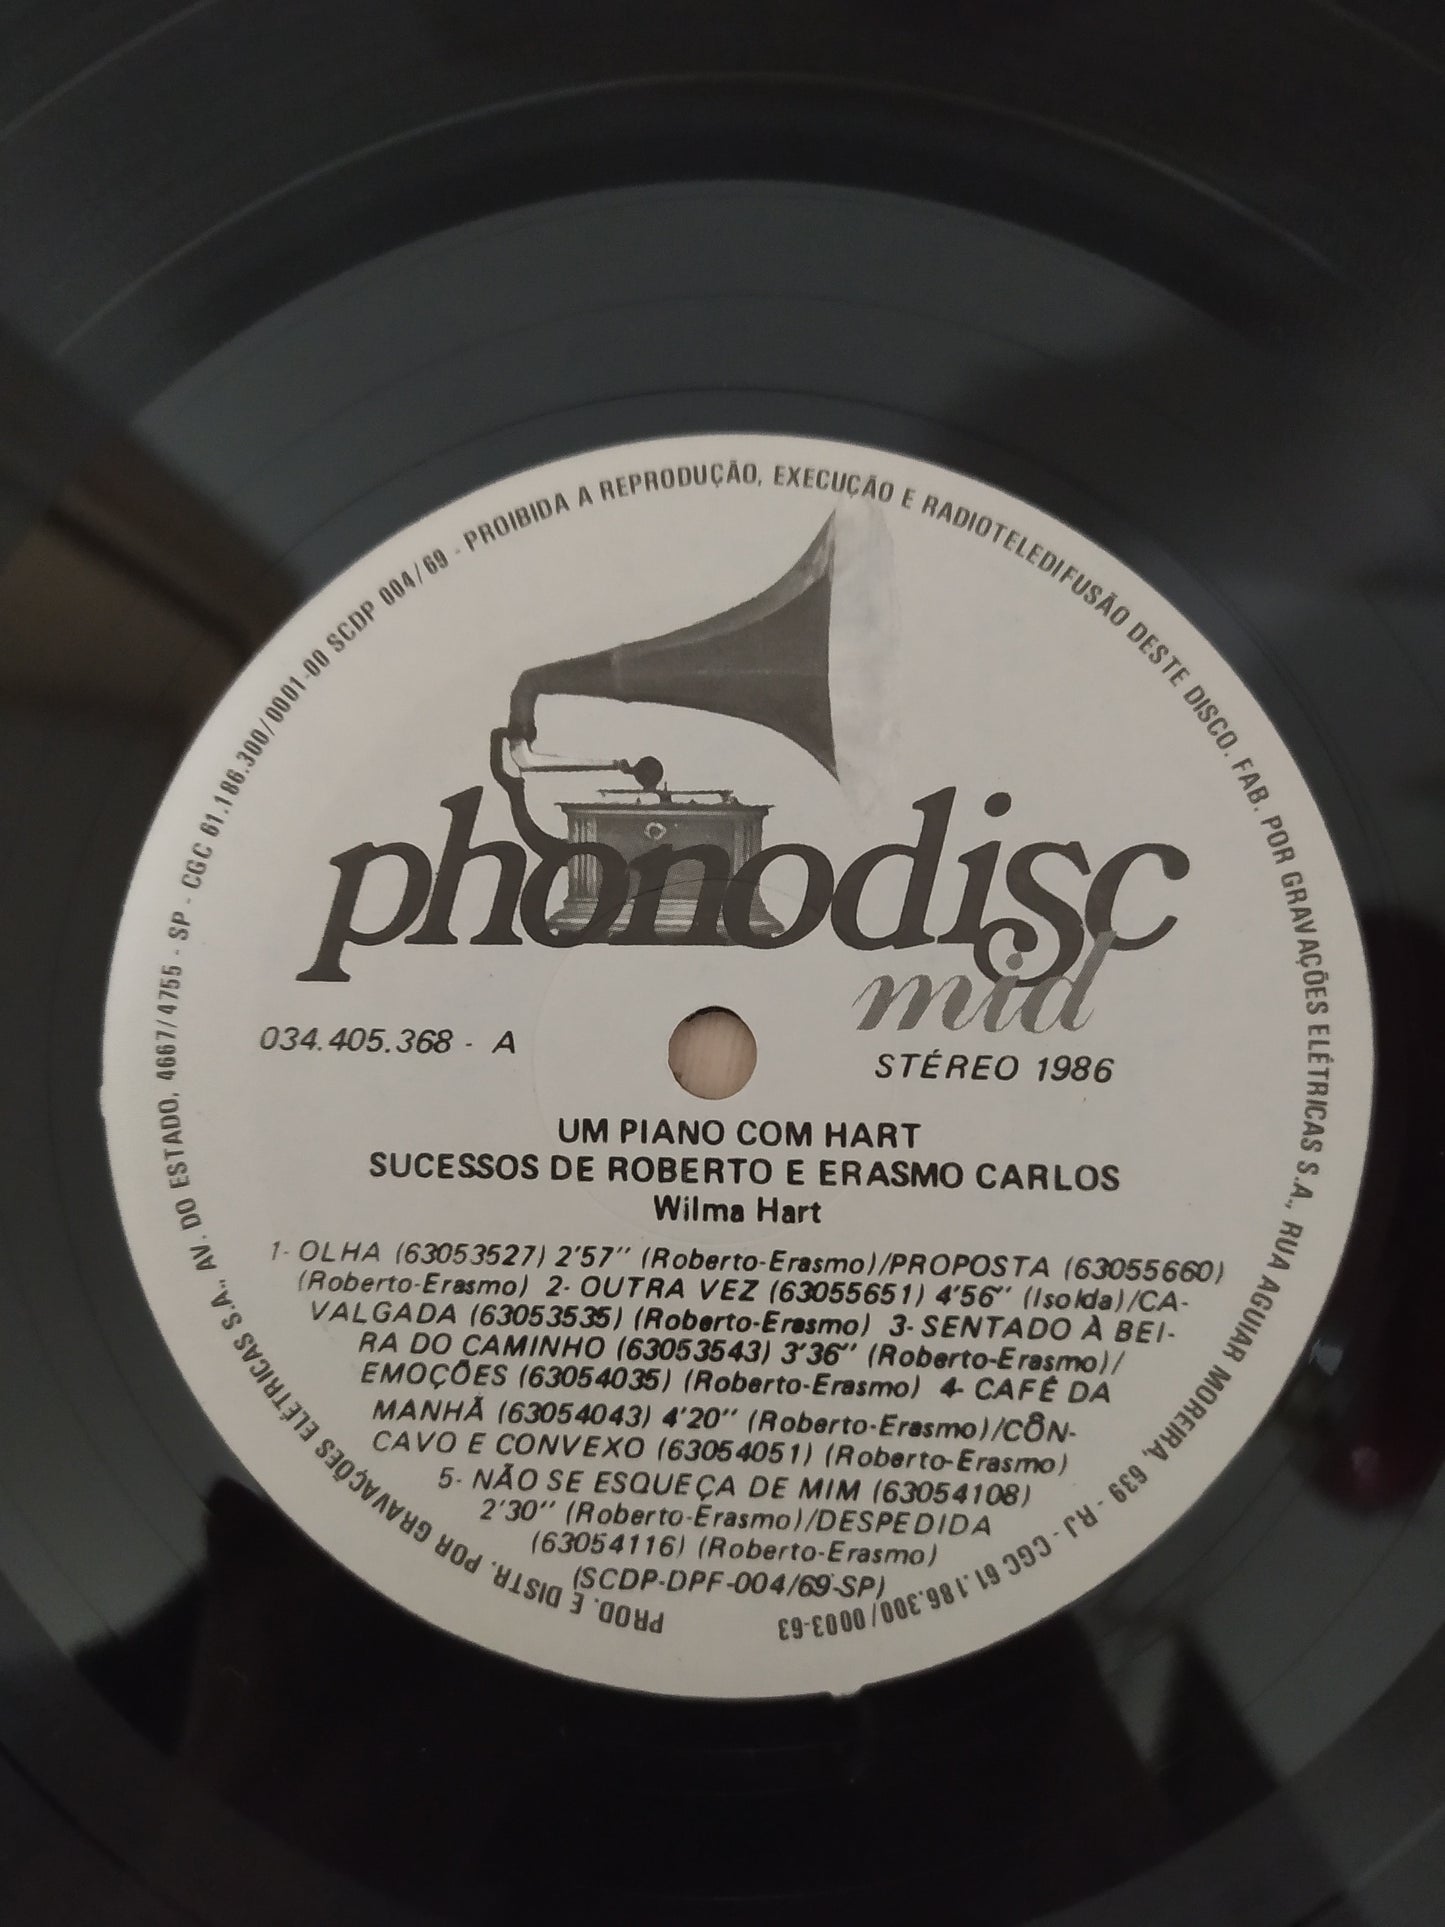 PROIBIDA A REPRODUÇÃO, EXECUÇÃO E RADIOTELEDIFUSÃO DESTE DISCO. FAB. POR GRAVAÇÕES ELÉTRICAS S.A., RUA AGUIAR MOREIRA, 639 - RJ - CGC 61.186.300/0003-63
PROD. E DISTR. POR GRAVAÇÕES ELÉTRICAS S.A., AV. DO ESTADO, 4667/4755 - SP - CGC 61.186.300/0001-00 SCDP 004/69 -
phonodisc
mid
034.405.368 - A
STÉREO 1986
UM PIANO COM HART
SUCESSOS DE ROBERTO E ERASMO CARLOS
Wilma Hart
1- OLHA (63053527) 2'57'' (Roberto-Erasmo)/PROPOSTA (63055660)
(Roberto-Erasmo) 2- OUTRA VEZ (63055651) 4'56'' (Isolda)/CA-
VALGADA (63053535) (Roberto-Erasmo) 3- SENTADO À BEI-
RA DO CAMINHO (63053543) 3'36'' (Roberto-Erasmo)/
EMOÇÕES (63054035) (Roberto-Erasmo) 4- CAFÉ DA
MANHÃ (63054043) 4'20'' (Roberto-Erasmo)/CÔN-
CAVO E CONVEXO (63054051) (Roberto-Erasmo)
5- NÃO SE ESQUEÇA DE MIM (63054108)
2'30'' (Roberto-Erasmo)/DESPEDIDA
(63054116) (Roberto-Erasmo)
(SCDP-DPF-004/69-SP)